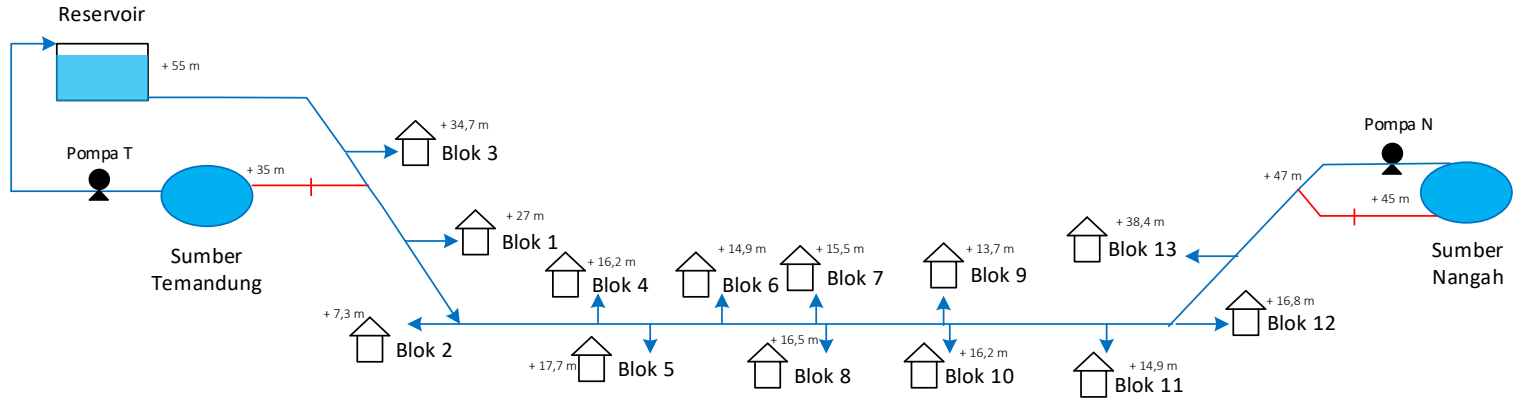 Reservoir
+ 55 m
+ 34,7 m
Blok 3
Pompa T
+ 35 m
Sumber
Temandung
+ 27 m
Blok 1
+ 7,3 m
Blok 2
+ 16,2 m
Blok 4
+ 17,7 m
Blok 5
+ 14,9 m
Blok 6
+ 15,5 m
Blok 7
+ 16,5 m
Blok 8
+ 13,7 m
Blok 9
+ 16,2 m
Blok 10
+ 14,9 m
Blok 11
+ 16,8 m
Blok 12
+ 38,4 m
Blok 13
Pompa N
+ 47 m
+ 45 m
Sumber
Nangah